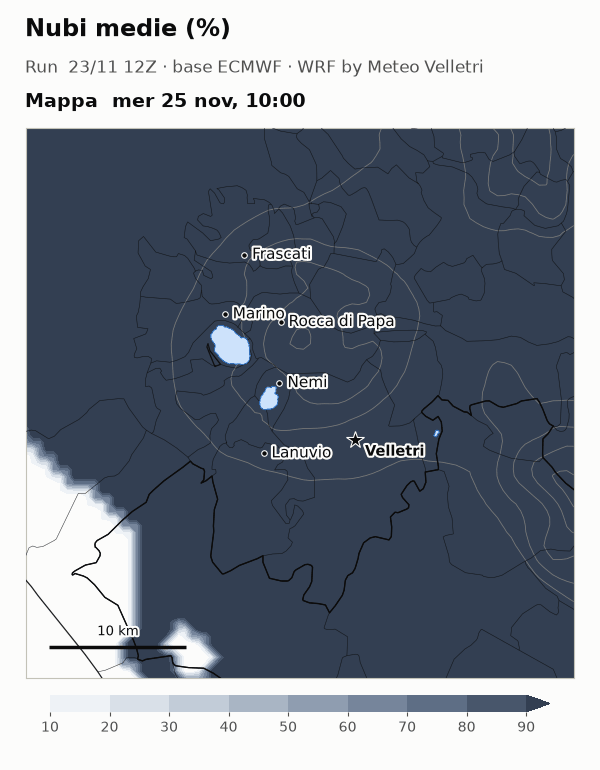 Nubi medie (%)
Run  23/11 12Z · base ECMWF · WRF by Meteo Velletri
Mappa  mer 25 nov, 10:00
Frascati
Marino
Rocca di Papa
Nemi
Velletri
Lanuvio
10 km
10 20 30 40 50 60 70 80 90